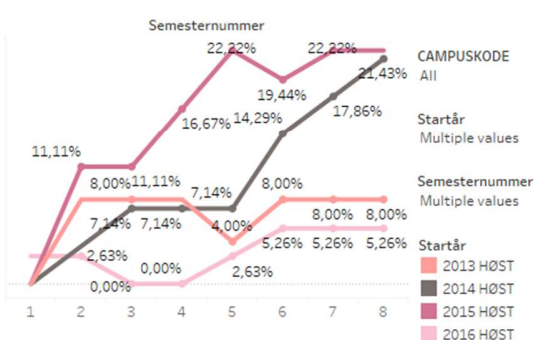 Semesternummer
22,22%
22,22%
21,43%
19,44%
17,86%
16,67%
14,29%
11,11%
8,00%
11,11%
7,14%
8,00%
7,14%
7,14%
4,00%
8,00%
8,00%
2,63%
0,00%
0,00%
2,63%
5,26%
5,26%
5,26%
1 2 3 4 5 6 7 8
CAMPUSKODE
All
Startår
Multiple values
Semesternummer
Multiple values
Startår
2013 HØST
2014 HØST
2015 HØST
2016 HØST